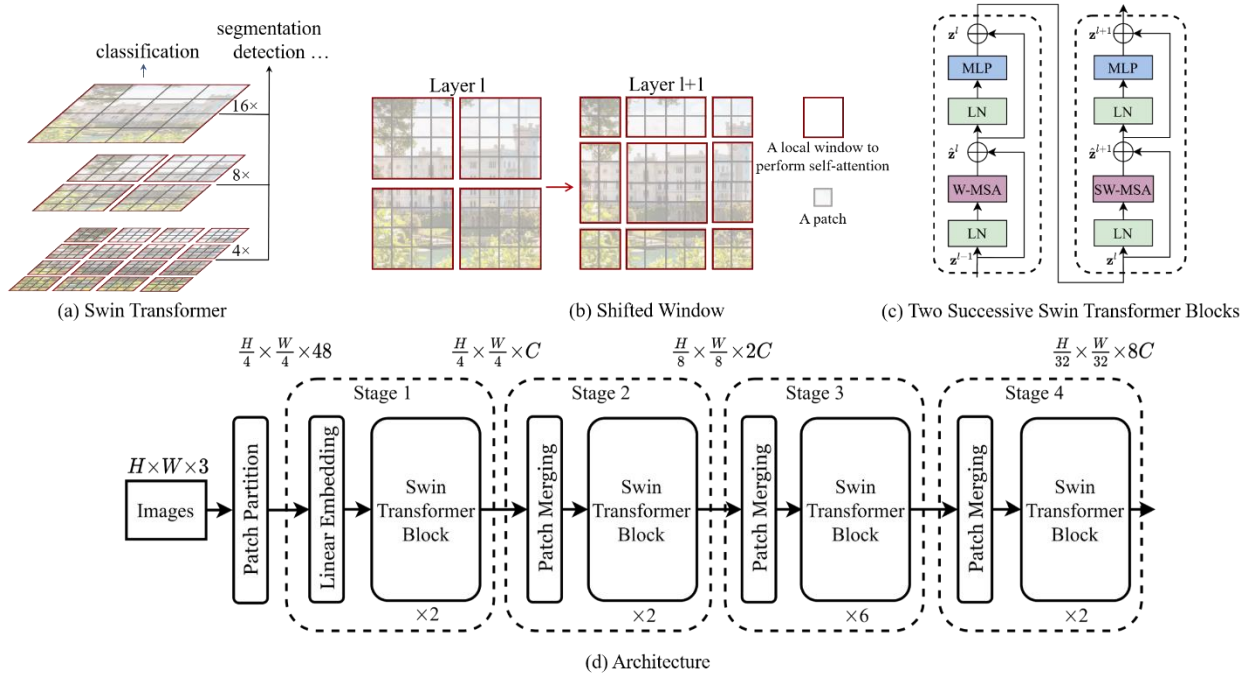 classification
segmentation
detection ...
16×
8×
4×
(a) Swin Transformer
Layer l
Layer l+1
A local window to
perform self-attention
A patch
(b) Shifted Window
z^l
MLP
LN
ẑ^l
W-MSA
LN
z^{l-1}
z^{l+1}
MLP
LN
ẑ^{l+1}
SW-MSA
LN
z^l
(c) Two Successive Swin Transformer Blocks
H/4 × W/4 × 48
H/4 × W/4 × C
H/8 × W/8 × 2C
H/32 × W/32 × 8C
Stage 1
Stage 2
Stage 3
Stage 4
H×W×3
Images
Patch Partition
Linear Embedding
Swin
Transformer
Block
×2
Patch Merging
Swin
Transformer
Block
×2
Patch Merging
Swin
Transformer
Block
×6
Patch Merging
Swin
Transformer
Block
×2
(d) Architecture